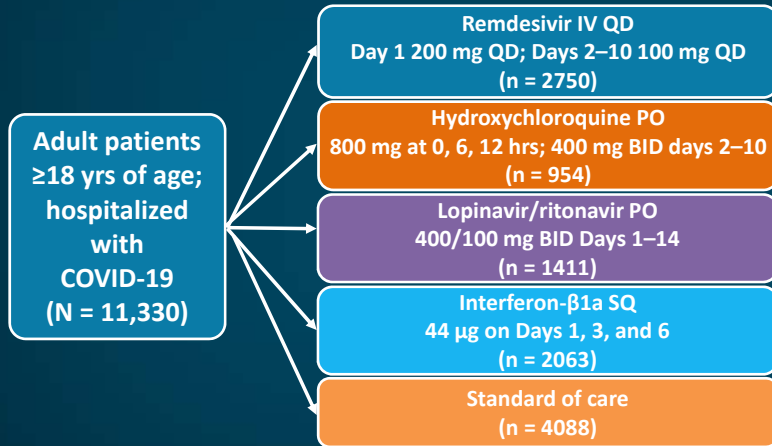 Adult patients
≥18 yrs of age;
hospitalized
with
COVID-19
(N = 11,330)
Remdesivir IV QD
Day 1 200 mg QD; Days 2–10 100 mg QD
(n = 2750)
Hydroxychloroquine PO
800 mg at 0, 6, 12 hrs; 400 mg BID days 2–10
(n = 954)
Lopinavir/ritonavir PO
400/100 mg BID Days 1–14
(n = 1411)
Interferon-β1a SQ
44 µg on Days 1, 3, and 6
(n = 2063)
Standard of care
(n = 4088)